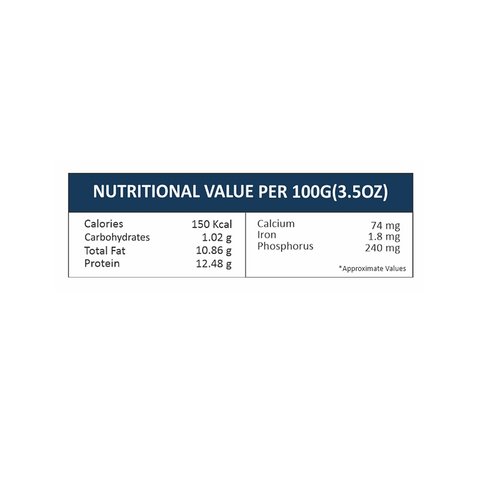 NUTRITIONAL VALUE PER 100G(3.5OZ)
Calories 150 Kcal
Carbohydrates 1.02 g
Total Fat 10.86 g
Protein 12.48 g
Calcium 74 mg
Iron 1.8 mg
Phosphorus 240 mg
*Approximate Values